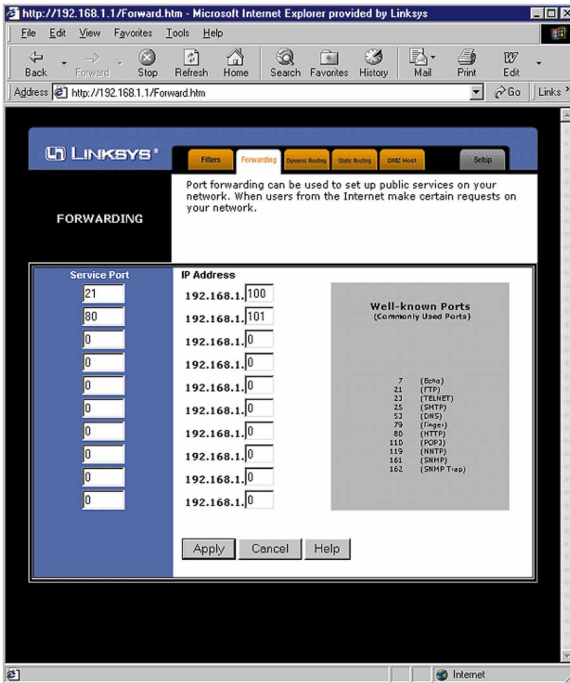 http://192.168.1.1/Forward.htm - Microsoft Internet Explorer provided by Linksys
File Edit View Favorites Tools Help
Back Forward Stop Refresh Home Search Favorites History Mail Print Edit
Address http://192.168.1.1/Forward.htm Go Links »
LINKSYS®
Filters Forwarding Dynamic Routing Static Routing DMZ Host Setup
FORWARDING
Port forwarding can be used to set up public services on your
network. When users from the Internet make certain requests on
your network.
Service Port IP Address
21 192.168.1.100
80 192.168.1.101
0 192.168.1.0
0 192.168.1.0
0 192.168.1.0
0 192.168.1.0
0 192.168.1.0
0 192.168.1.0
0 192.168.1.0
0 192.168.1.0
Well-known Ports
(Commonly Used Ports)
7 (Echo)
21 (FTP)
23 (TELNET)
25 (SMTP)
53 (DNS)
79 (finger)
80 (HTTP)
110 (POP3)
119 (NNTP)
161 (SNMP)
162 (SNMP Trap)
Apply Cancel Help
Internet